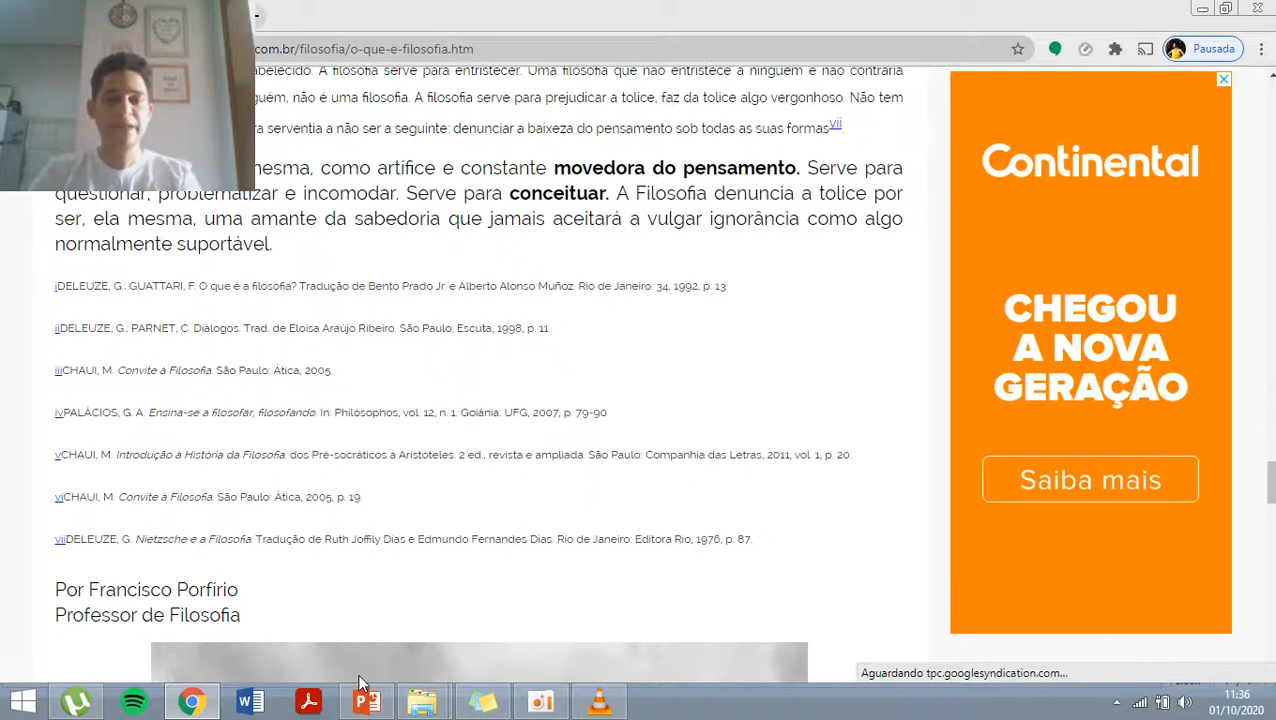 .com.br/filosofia/o-que-e-filosofia.htm
Pausada
abelecido. A filosofia serve para entristecer. Uma filosofia que não entristece a ninguém e não contraria
guém, não é uma filosofia. A filosofia serve para prejudicar a tolice, faz da tolice algo vergonhoso. Não tem
ra serventia a não ser a seguinte: denunciar a baixeza do pensamento sob todas as suas formasvii.
mesma, como artífice e constante movedora do pensamento. Serve para
questionar, problematizar e incomodar. Serve para conceituar. A Filosofia denuncia a tolice por
ser, ela mesma, uma amante da sabedoria que jamais aceitará a vulgar ignorância como algo
normalmente suportável.
iDELEUZE, G.; GUATTARI, F. O que é a filosofia? Tradução de Bento Prado Jr. e Alberto Alonso Muñoz. Rio de Janeiro: 34, 1992, p. 13.
iiDELEUZE, G.; PARNET, C. Diálogos. Trad. de Eloisa Araújo Ribeiro. São Paulo: Escuta, 1998, p. 11
iiiCHAUI, M. Convite à Filosofia. São Paulo: Ática, 2005.
ivPALÁCIOS, G. A. Ensina-se a filosofar, filosofando. In: Philósophos, vol. 12, n. 1. Goiânia: UFG, 2007, p. 79-90.
vCHAUI, M. Introdução à História da Filosofia: dos Pré-socráticos a Aristóteles. 2 ed., revista e ampliada. São Paulo: Companhia das Letras, 2011, vol. 1, p. 20.
viCHAUI, M. Convite à Filosofia. São Paulo: Ática, 2005, p. 19.
viiDELEUZE, G. Nietzsche e a Filosofia. Tradução de Ruth Joffily Dias e Edmundo Fernandes Dias. Rio de Janeiro: Editora Rio, 1976, p. 87.
Por Francisco Porfírio
Professor de Filosofia
Continental
CHEGOU
A NOVA
GERAÇÃO
Saiba mais
Aguardando tpc.googlesyndication.com...
11:36
01/10/2020